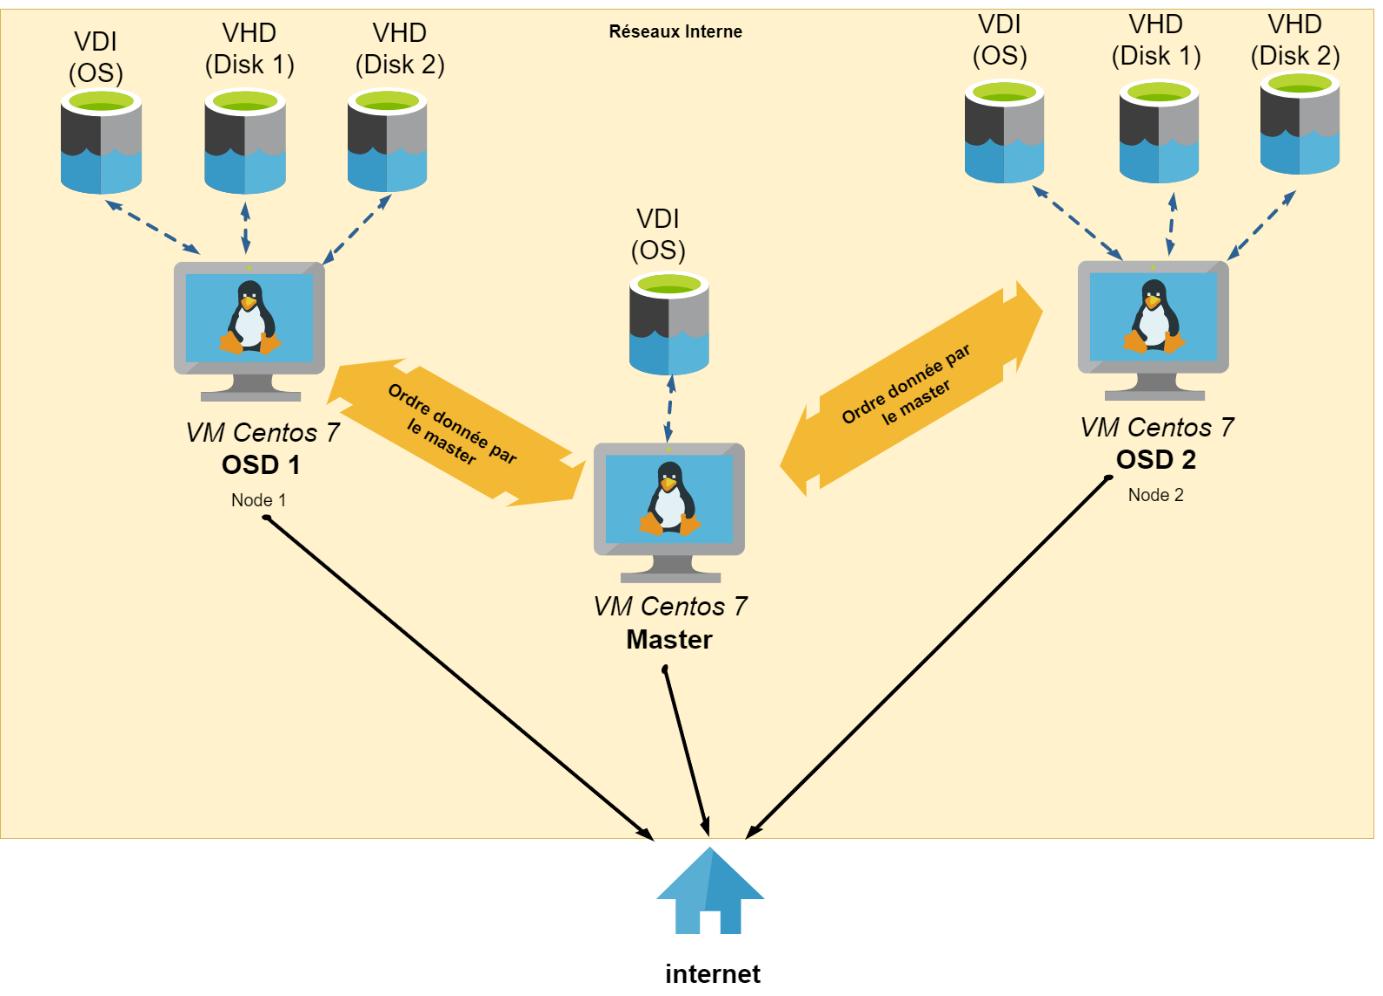 Réseaux Interne
VDI
(OS)
VHD
(Disk 1)
VHD
(Disk 2)
VDI
(OS)
VHD
(Disk 1)
VHD
(Disk 2)
VDI
(OS)
Ordre donnée par
le master
Ordre donnée par
le master
VM Centos 7
OSD 1
Node 1
VM Centos 7
OSD 2
Node 2
VM Centos 7
Master
internet